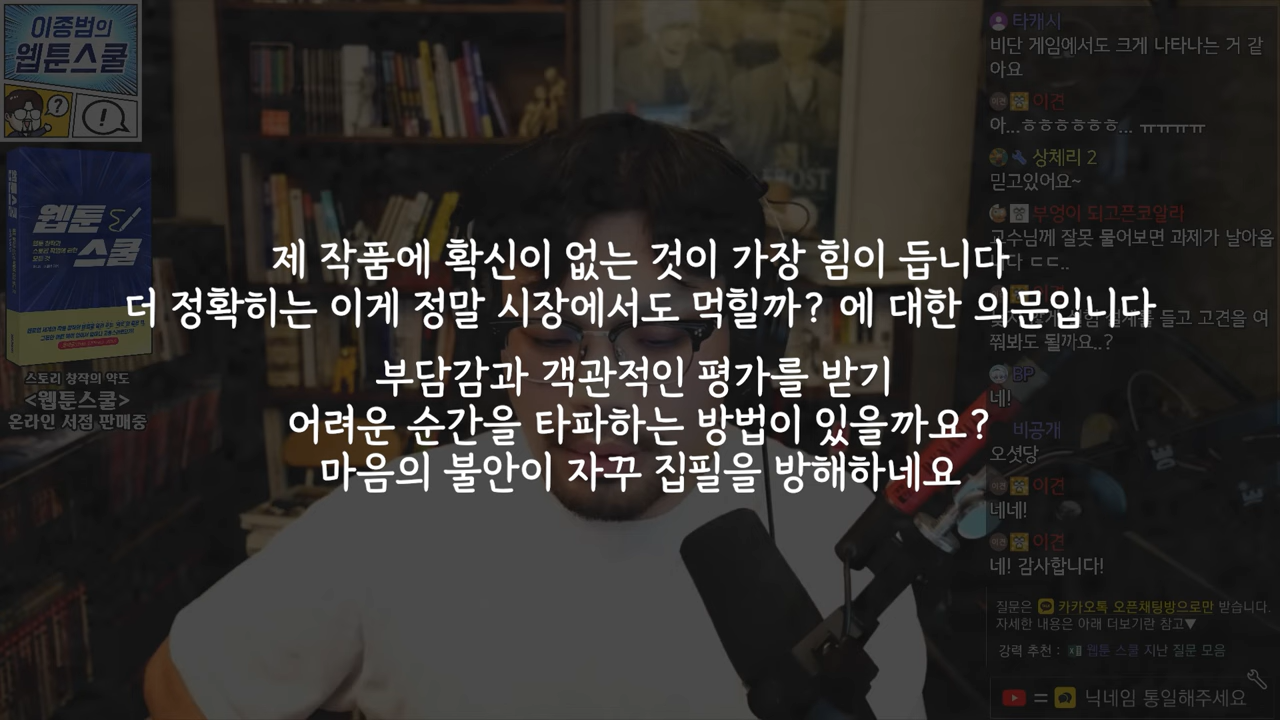 이종범의
웹툰스쿨
웹툰
스쿨
스토리 창작의 약도
<웹툰스쿨>
온라인 서점 판매중
제 작품에 확신이 없는 것이 가장 힘이 듭니다
더 정확히는 이게 정말 시장에서도 먹힐까? 에 대한 의문입니다
부담감과 객관적인 평가를 받기
어려운 순간을 타파하는 방법이 있을까요?
마음의 불안이 자꾸 집필을 방해하네요
타캐시
비단 게임에서도 크게 나타나는 거 같
아요
이견
아...ㅎㅎㅎㅎㅎㅎ... ㅠㅠㅠㅠ
상체리 2
믿고있어요~
부엉이 되고픈코알라
교수님께 잘못 물어보면 과제가 날아옵
다 ㄷㄷ..
들고 고견을 여
쭤봐도 될까요..?
BP
네!
비공개
오셧당
이견
네네!
이견
네! 감사합니다!
질문은 카카오톡 오픈채팅방으로만 받습니다.
자세한 내용은 아래 더보기란 참고▼
강력 추천 : 웹툰 스쿨 지난 질문 모음
= 닉네임 통일해주세요